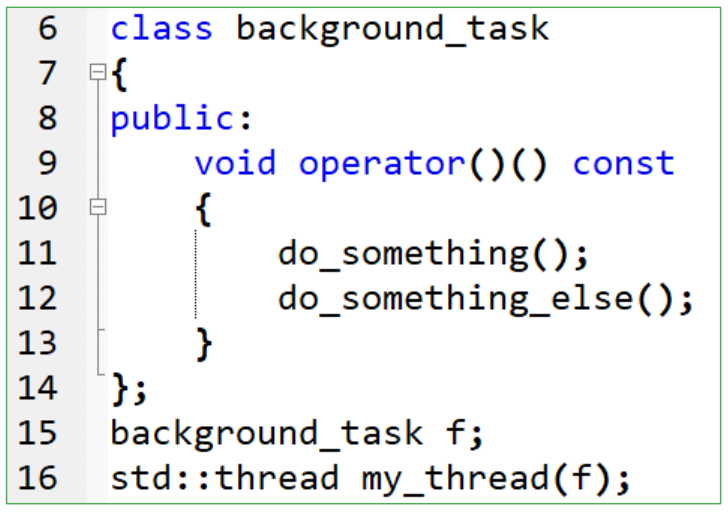 6 class background_task
7 {
8 public:
9     void operator()() const
10     {
11         do_something();
12         do_something_else();
13     }
14 };
15 background_task f;
16 std::thread my_thread(f);